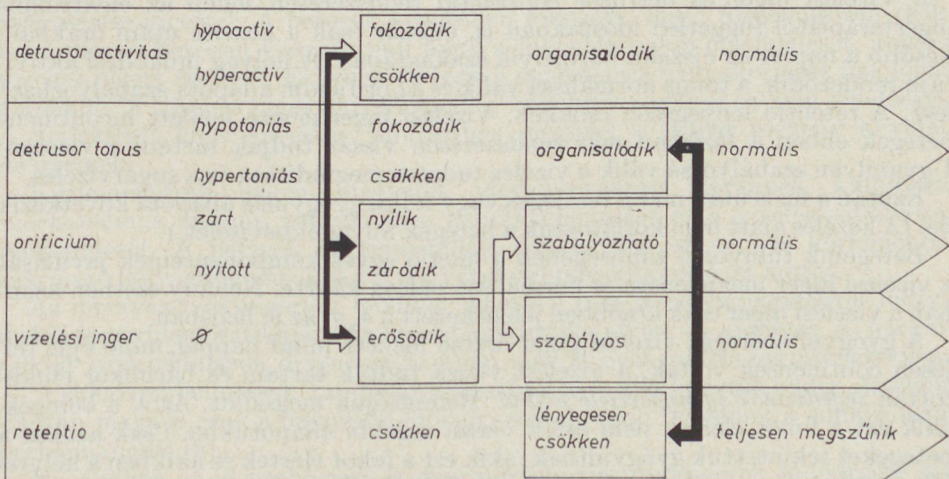 hypoactiv fokozódik
detrusor activitas organisalódik normális
hyperactiv csökken
hypotoniás fokozódik
detrusor tonus organisalódik normális
hypertoniás csökken
zárt nyílik
orificium szabályozható normális
nyitott záródik
vizelési inger Ø erősödik szabályos normális
lényegesen
retentio csökken csökken teljesen megszűnik